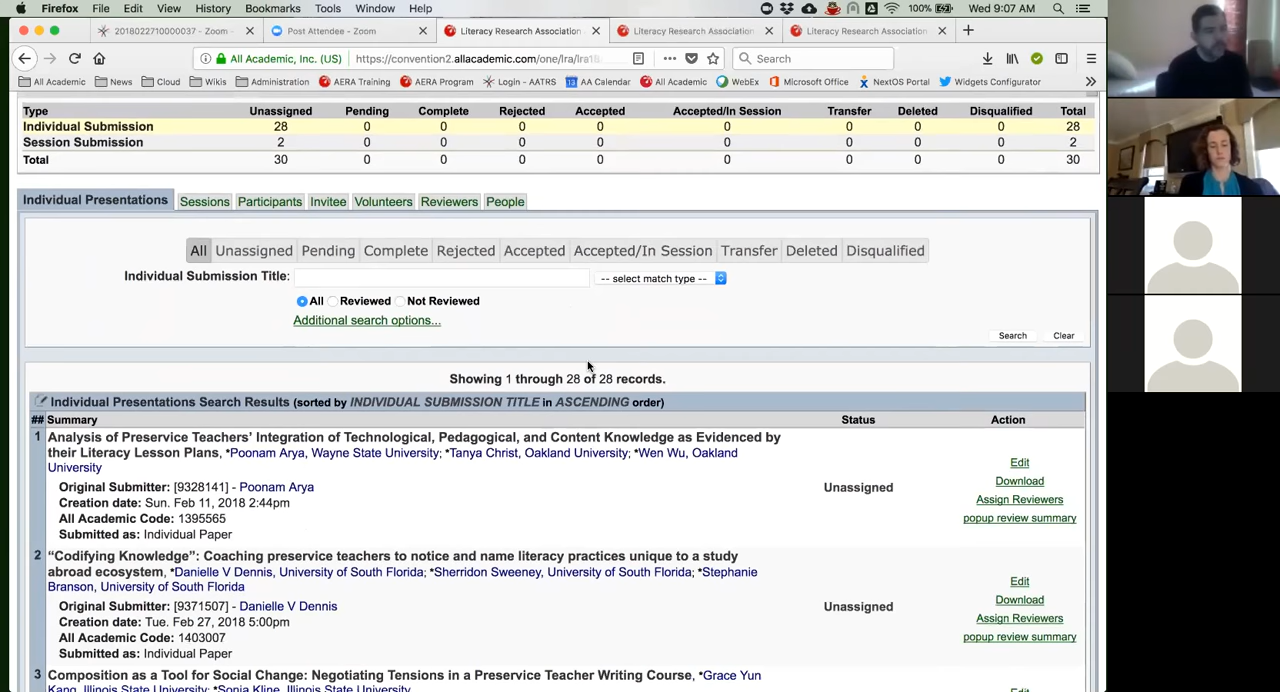 Firefox File Edit View History Bookmarks Tools Window Help 100% Wed 9:07 AM
20180227100000037 - Zoom Post Attendee - Zoom Literacy Research Association Literacy Research Association Literacy Research Association
All Academic, Inc. (US) https://convention2.allacademic.com/one/lra/lra18 Search
All Academic News Cloud Wikis Administration AERA Training AERA Program Login - AATRS AA Calendar All Academic WebEx Microsoft Office NextOS Portal Widgets Configurator
Type Unassigned Pending Complete Rejected Accepted Accepted/In Session Transfer Deleted Disqualified Total
Individual Submission 28 0 0 0 0 0 0 0 0 28
Session Submission 2 0 0 0 0 0 0 0 0 2
Total 30 0 0 0 0 0 0 0 0 30
Individual Presentations Sessions Participants Invitee Volunteers Reviewers People
All Unassigned Pending Complete Rejected Accepted Accepted/In Session Transfer Deleted Disqualified
Individual Submission Title: -- select match type --
All Reviewed Not Reviewed
Additional search options...
Search Clear
Showing 1 through 28 of 28 records.
Individual Presentations Search Results (sorted by INDIVIDUAL SUBMISSION TITLE in ASCENDING order)
## Summary Status Action
1 Analysis of Preservice Teachers' Integration of Technological, Pedagogical, and Content Knowledge as Evidenced by
their Literacy Lesson Plans, *Poonam Arya, Wayne State University; *Tanya Christ, Oakland University; *Wen Wu, Oakland
University
Edit
Original Submitter: [9328141] - Poonam Arya Unassigned Download
Creation date: Sun. Feb 11, 2018 2:44pm Assign Reviewers
All Academic Code: 1395565 popup review summary
Submitted as: Individual Paper
2 “Codifying Knowledge”: Coaching preservice teachers to notice and name literacy practices unique to a study
abroad ecosystem, *Danielle V Dennis, University of South Florida; *Sherridon Sweeney, University of South Florida; *Stephanie
Branson, University of South Florida Edit
Original Submitter: [9371507] - Danielle V Dennis Unassigned Download
Creation date: Tue. Feb 27, 2018 5:00pm Assign Reviewers
All Academic Code: 1403007 popup review summary
Submitted as: Individual Paper
3 Composition as a Tool for Social Change: Negotiating Tensions in a Preservice Teacher Writing Course, *Grace Yun
Kang, Illinois State University; *Sonia Kline, Illinois State University
Edit